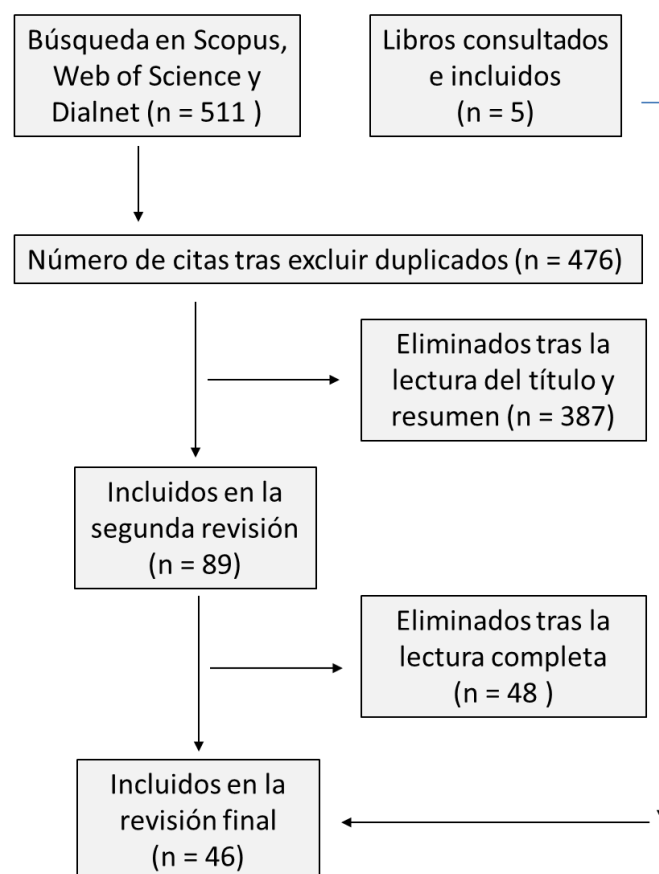 Búsqueda en Scopus,
Web of Science y
Dialnet (n = 511 )
Libros consultados
e incluidos
(n = 5)
Número de citas tras excluir duplicados (n = 476)
Eliminados tras la
lectura del título y
resumen (n = 387)
Incluidos en la
segunda revisión
(n = 89)
Eliminados tras la
lectura completa
(n = 48 )
Incluidos en la
revisión final
(n = 46)